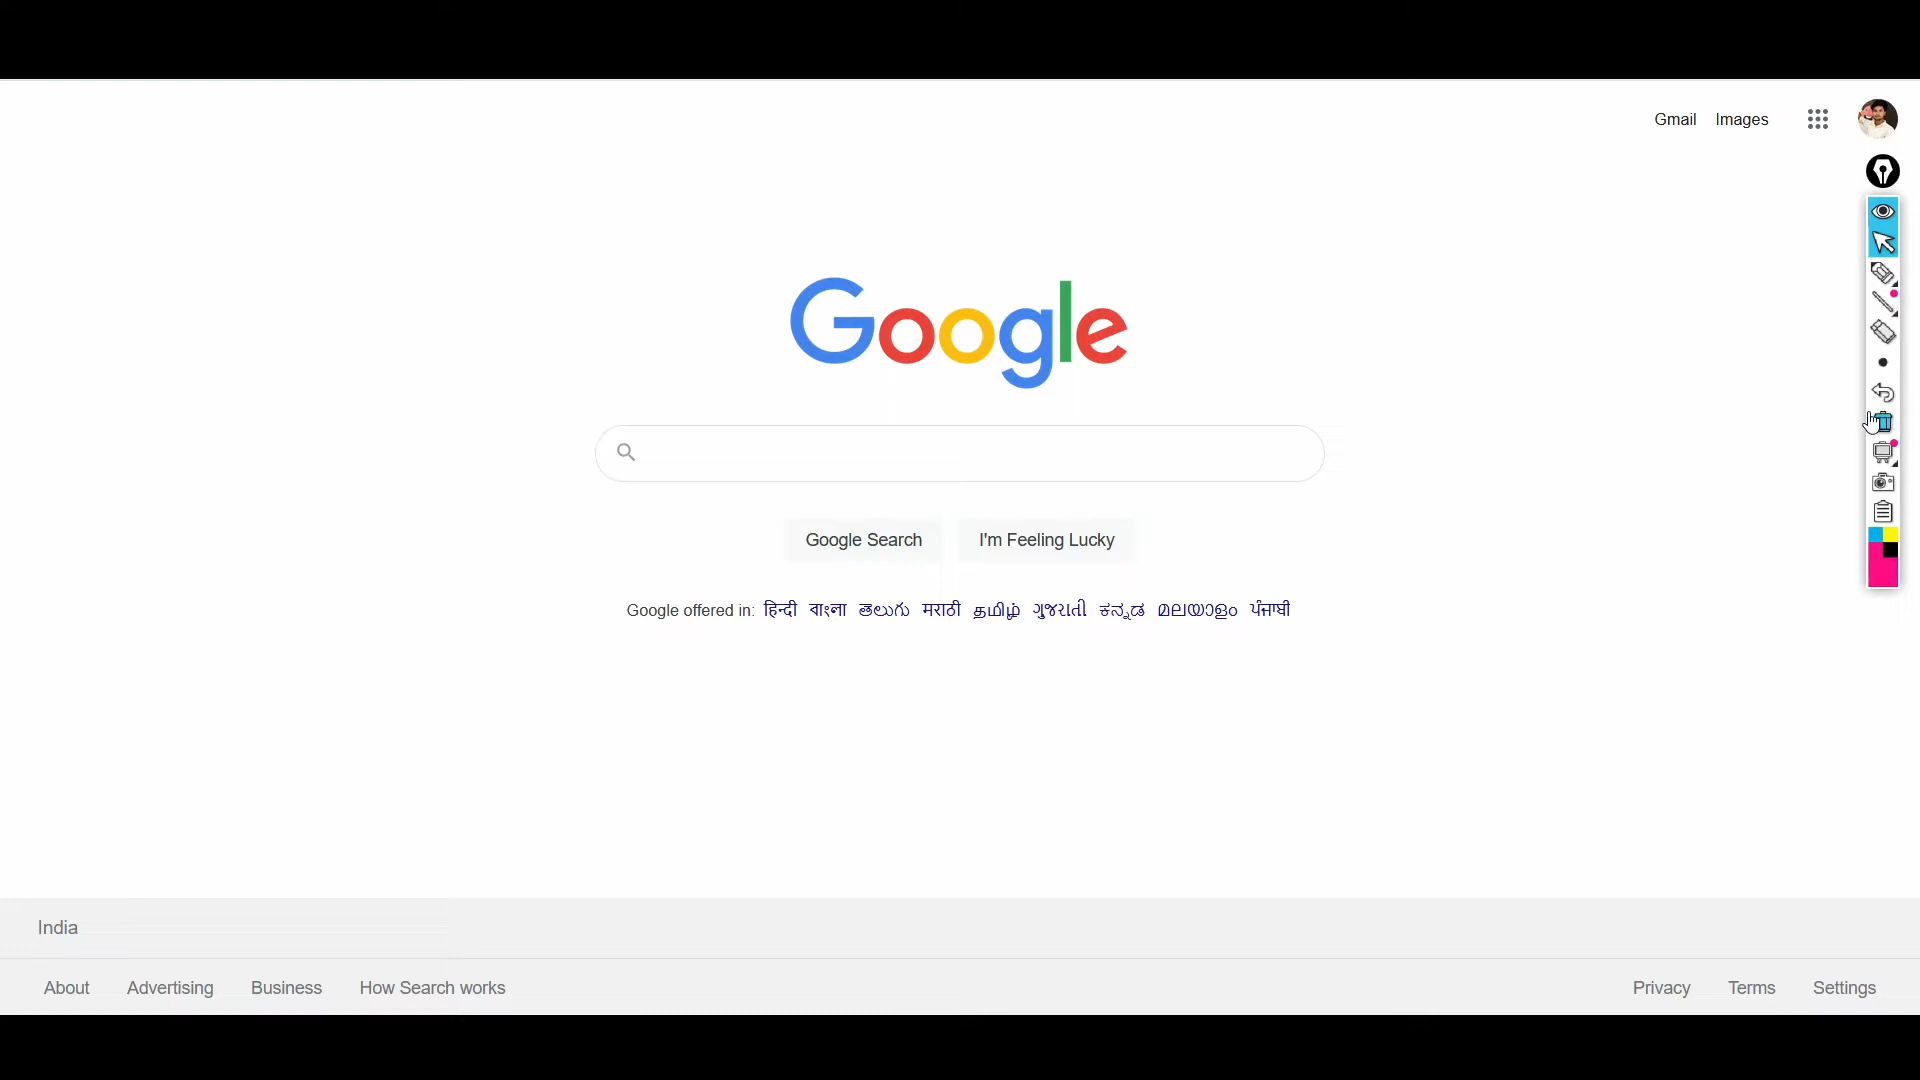 Gmail Images
Google
Google Search I'm Feeling Lucky
Google offered in: हिन्दी বাংলা తెలుగు मराठी தமிழ் ગુજરાતી ಕನ್ನಡ മലയാളം ਪੰਜਾਬੀ
India
About Advertising Business How Search works Privacy Terms Settings